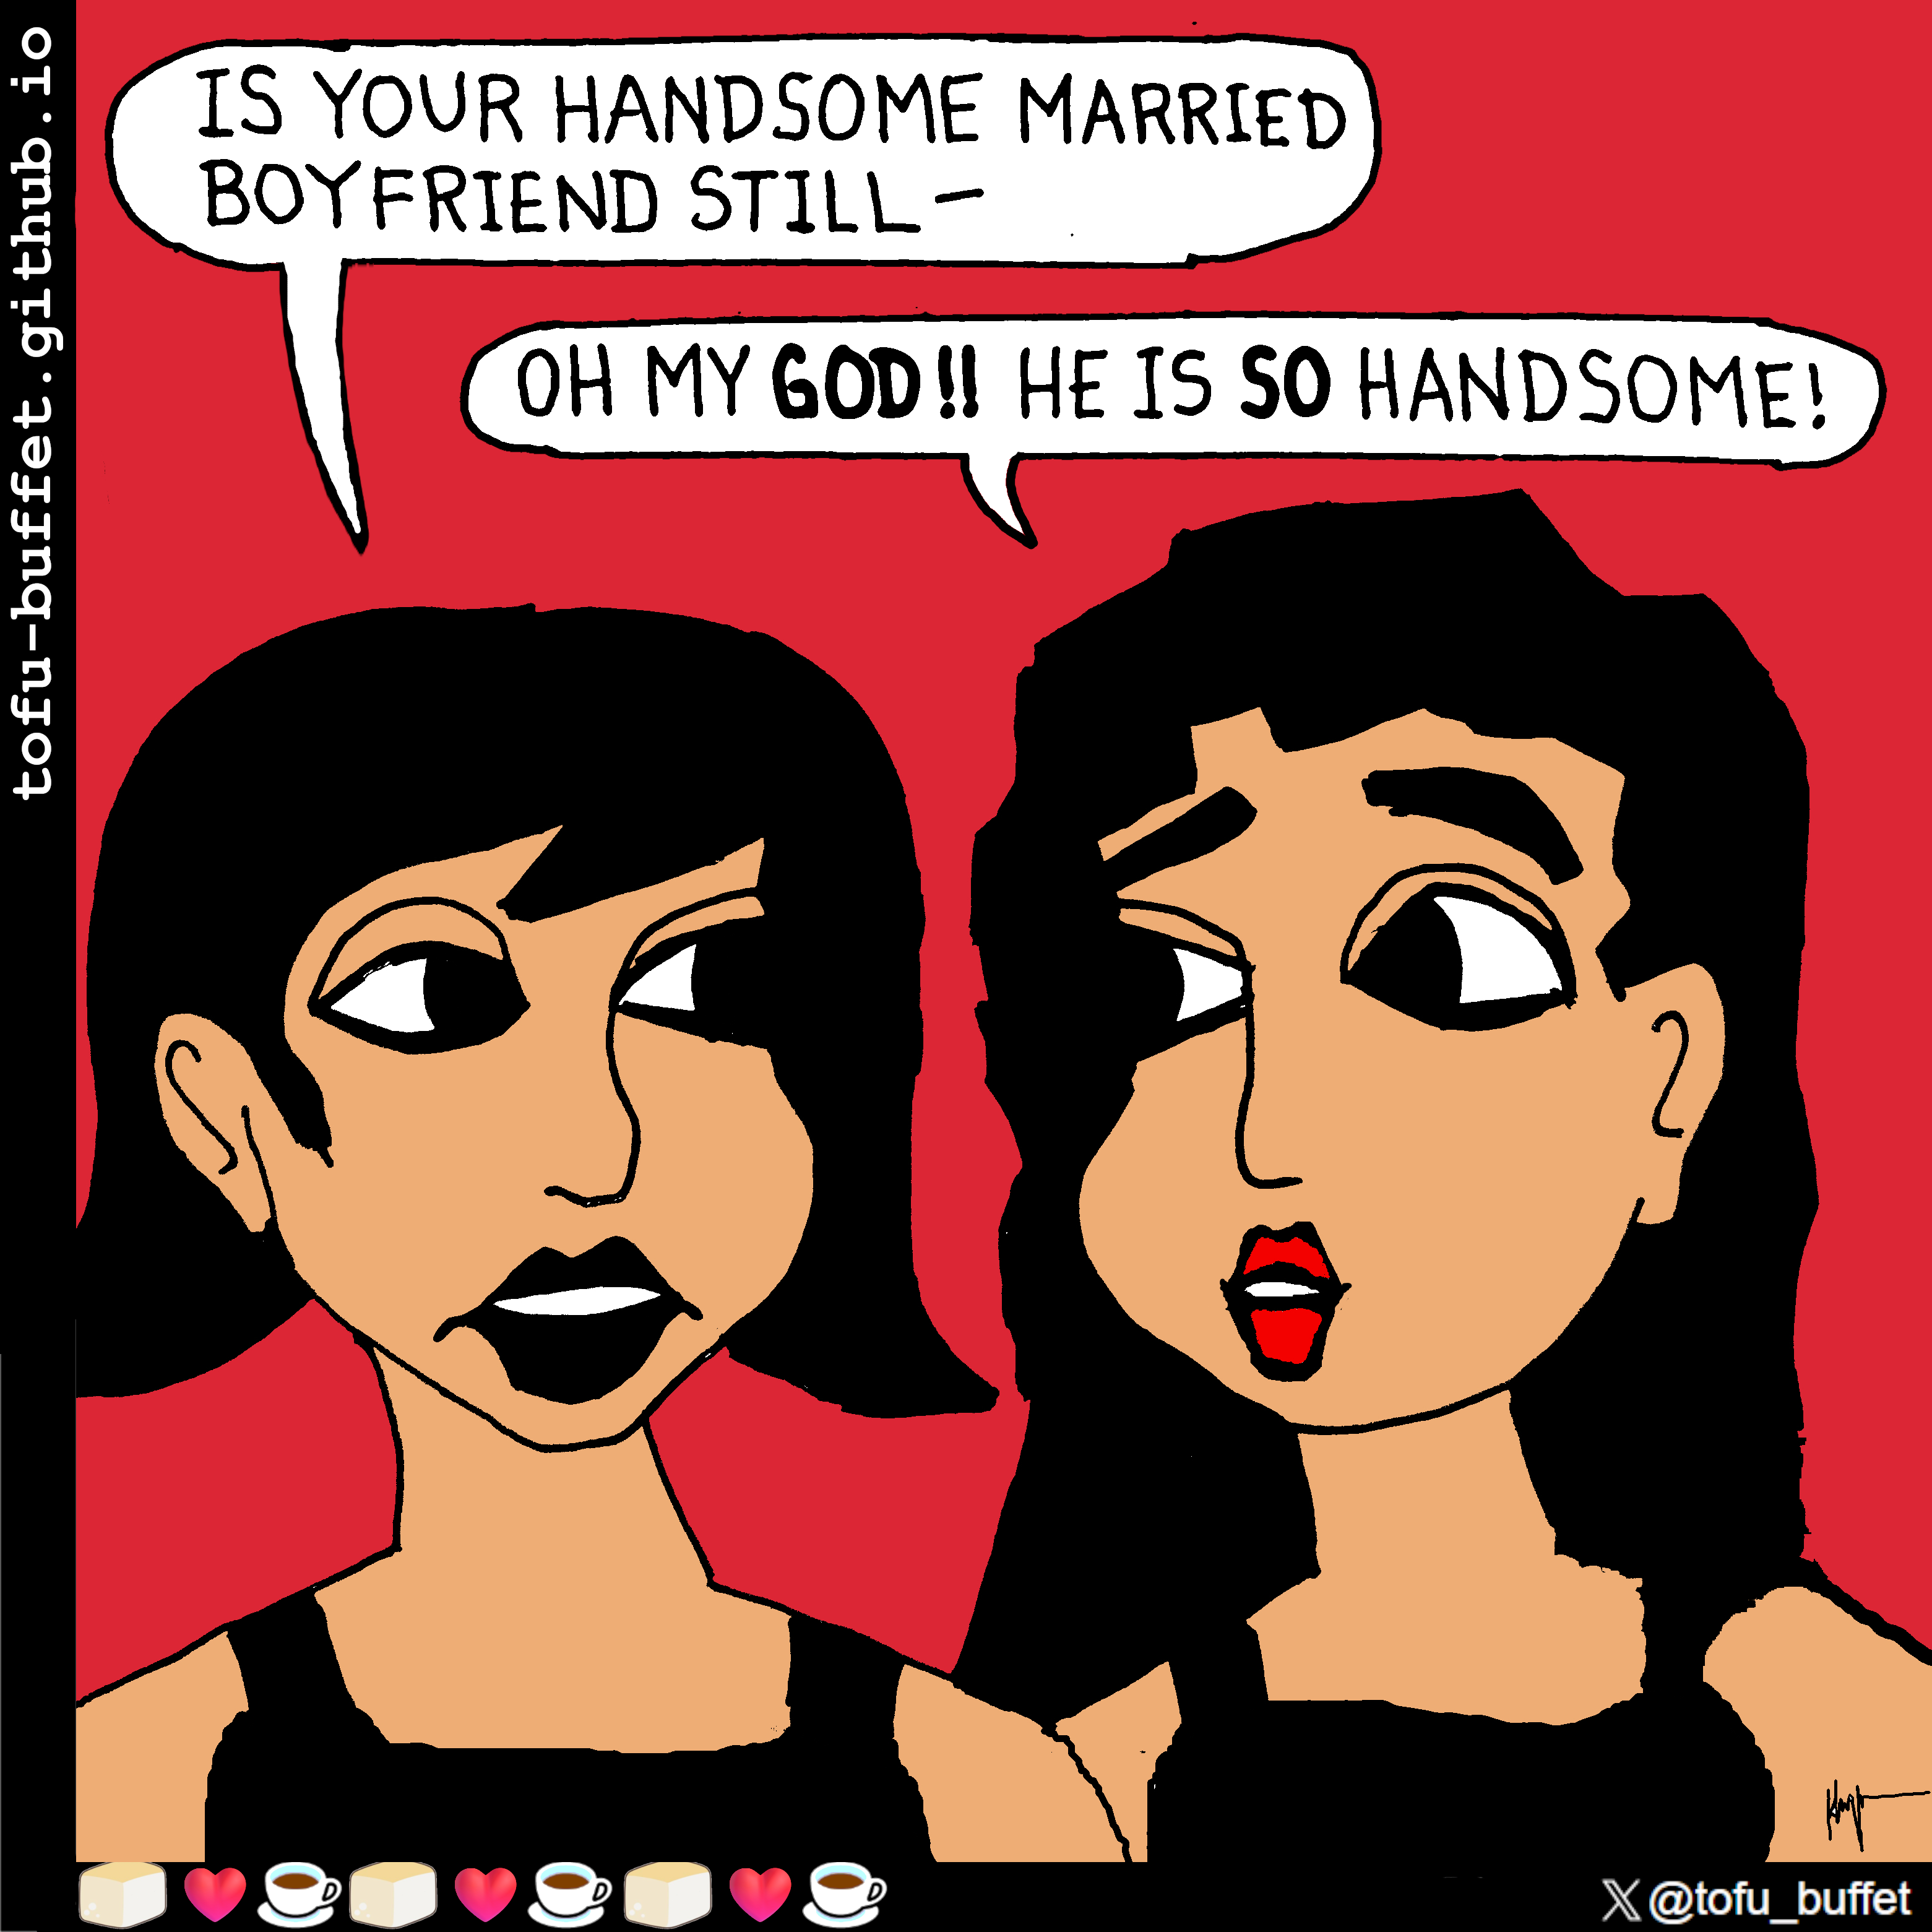 tofu-buffet.github.io
IS YOUR HANDSOME MARRIED
BOYFRIEND STILL –
OH MY GOD!! HE IS SO HANDSOME!
𝕏 @tofu_buffet